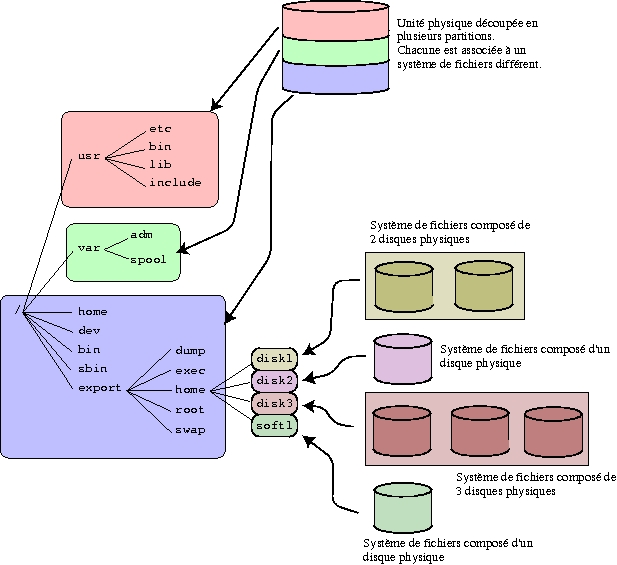 Unité physique découpée en
plusieurs partitions.
Chacune est associée à un
système de fichiers différent.
etc
bin
usr
lib
include
adm
var
spool
/
home
dev
bin
sbin
export
dump
exec
home
root
swap
disk1
disk2
disk3
soft1
Système de fichiers composé de
2 disques physiques
Système de fichiers composé d'un
disque physique
Système de fichiers composé de
3 disques physiques
Système de fichiers composé d'un
disque physique